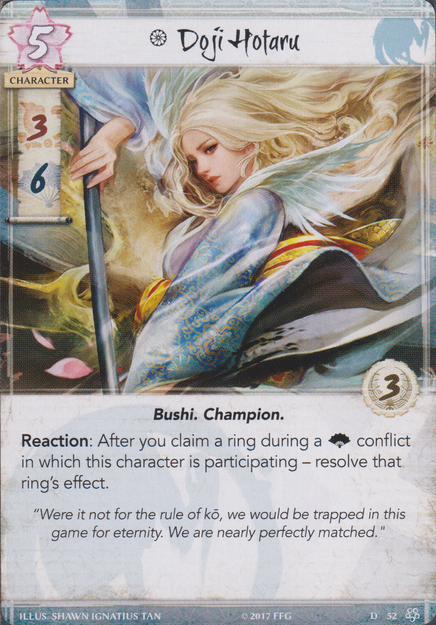 5
Doji Hotaru
CHARACTER
3
6
3
Bushi. Champion.
Reaction: After you claim a ring during a conflict
in which this character is participating – resolve that
ring's effect.
"Were it not for the rule of kō, we would be trapped in this
game for eternity. We are nearly perfectly matched."
ILLUS. SHAWN IGNATIUS TAN © 2017 FFG D 52